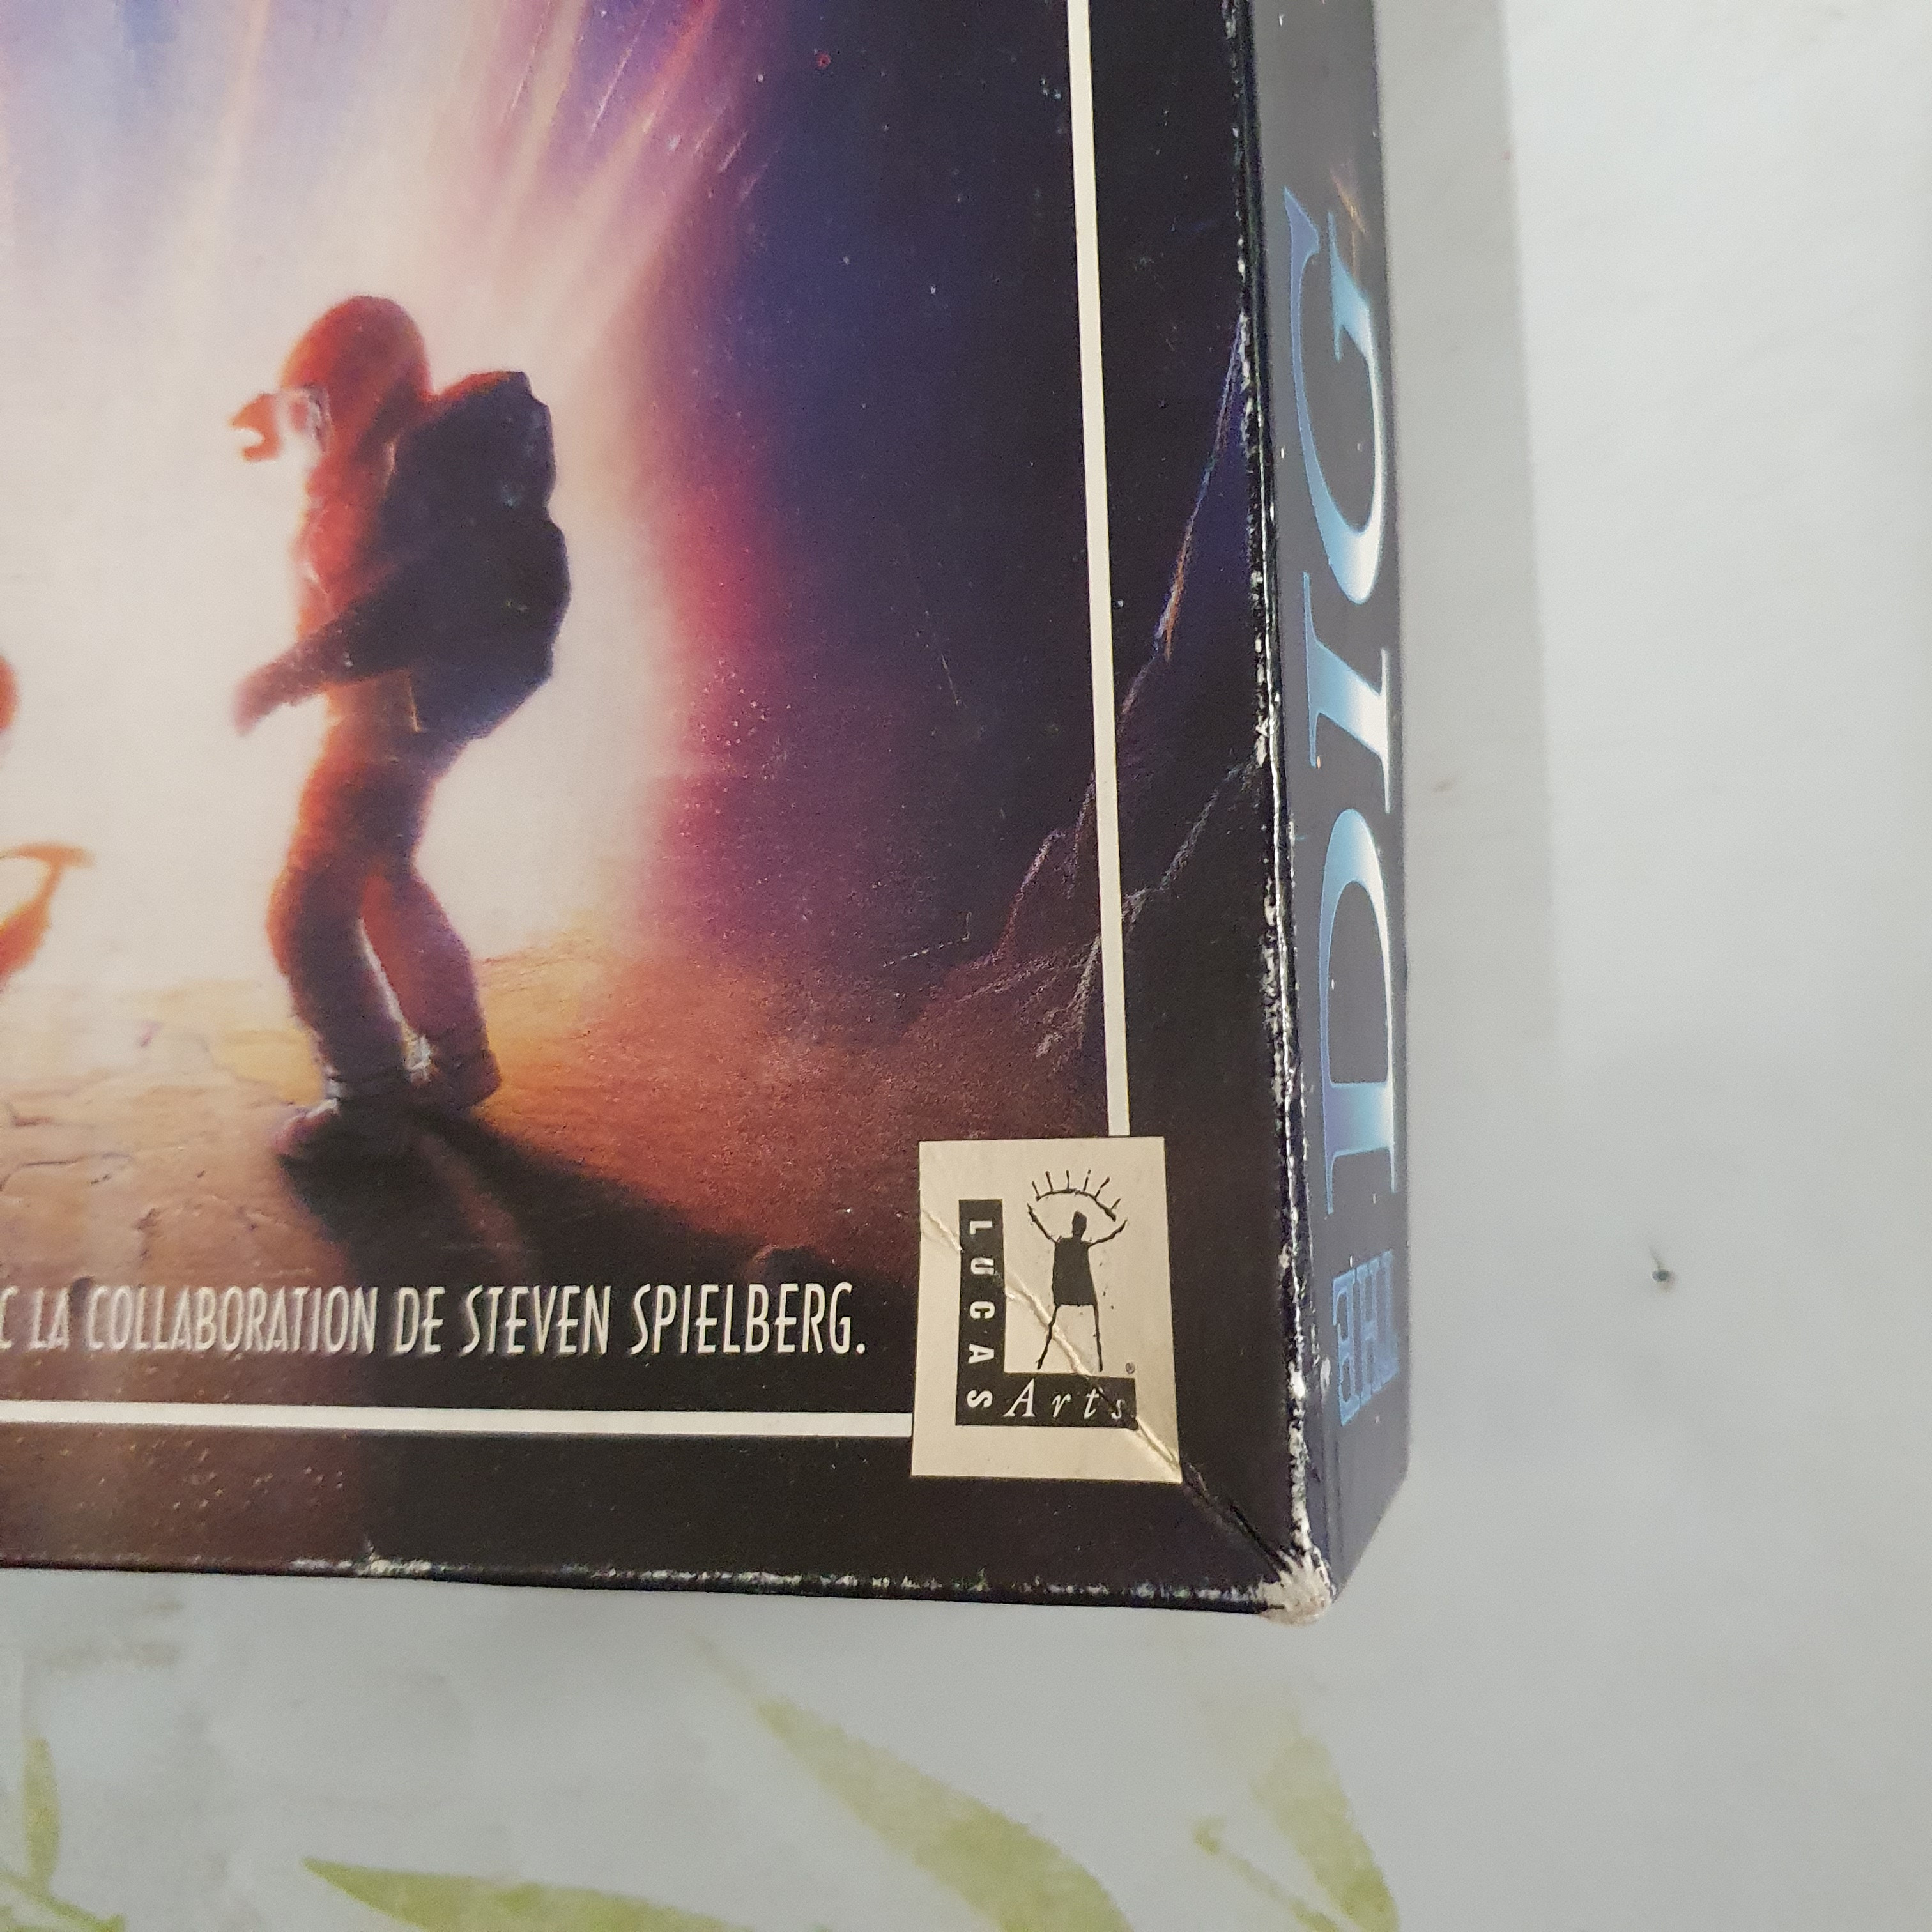 C LA COLLABORATION DE STEVEN SPIELBERG.
LUCAS
Arts®
THE DIG